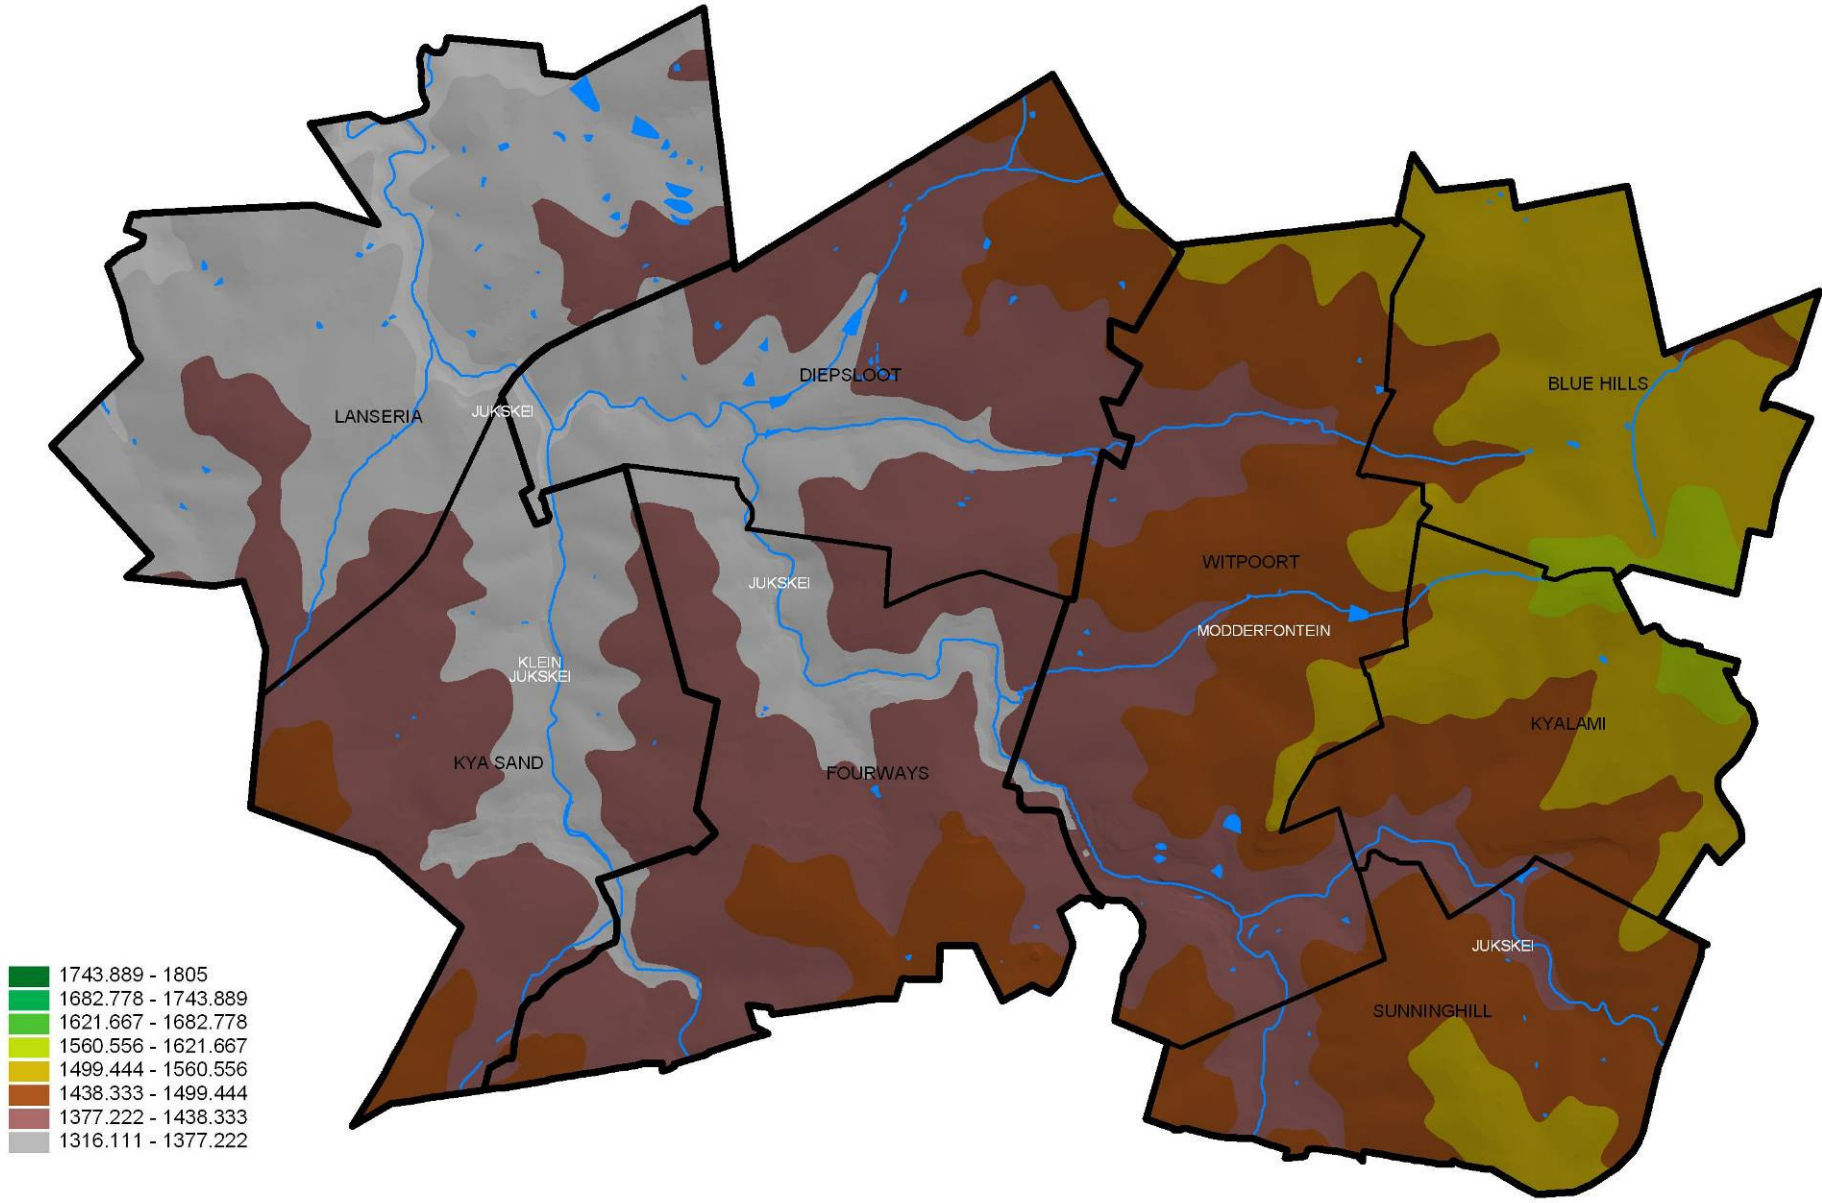 DIEPSLOOT
BLUE HILLS
LANSERIA
JUKSKEI
WITPOORT
JUKSKEI
MODDERFONTEIN
KLEIN
JUKSKEI
KYALAMI
KYA SAND
FOURWAYS
JUKSKEI
SUNNINGHILL
1743.889 - 1805
1682.778 - 1743.889
1621.667 - 1682.778
1560.556 - 1621.667
1499.444 - 1560.556
1438.333 - 1499.444
1377.222 - 1438.333
1316.111 - 1377.222